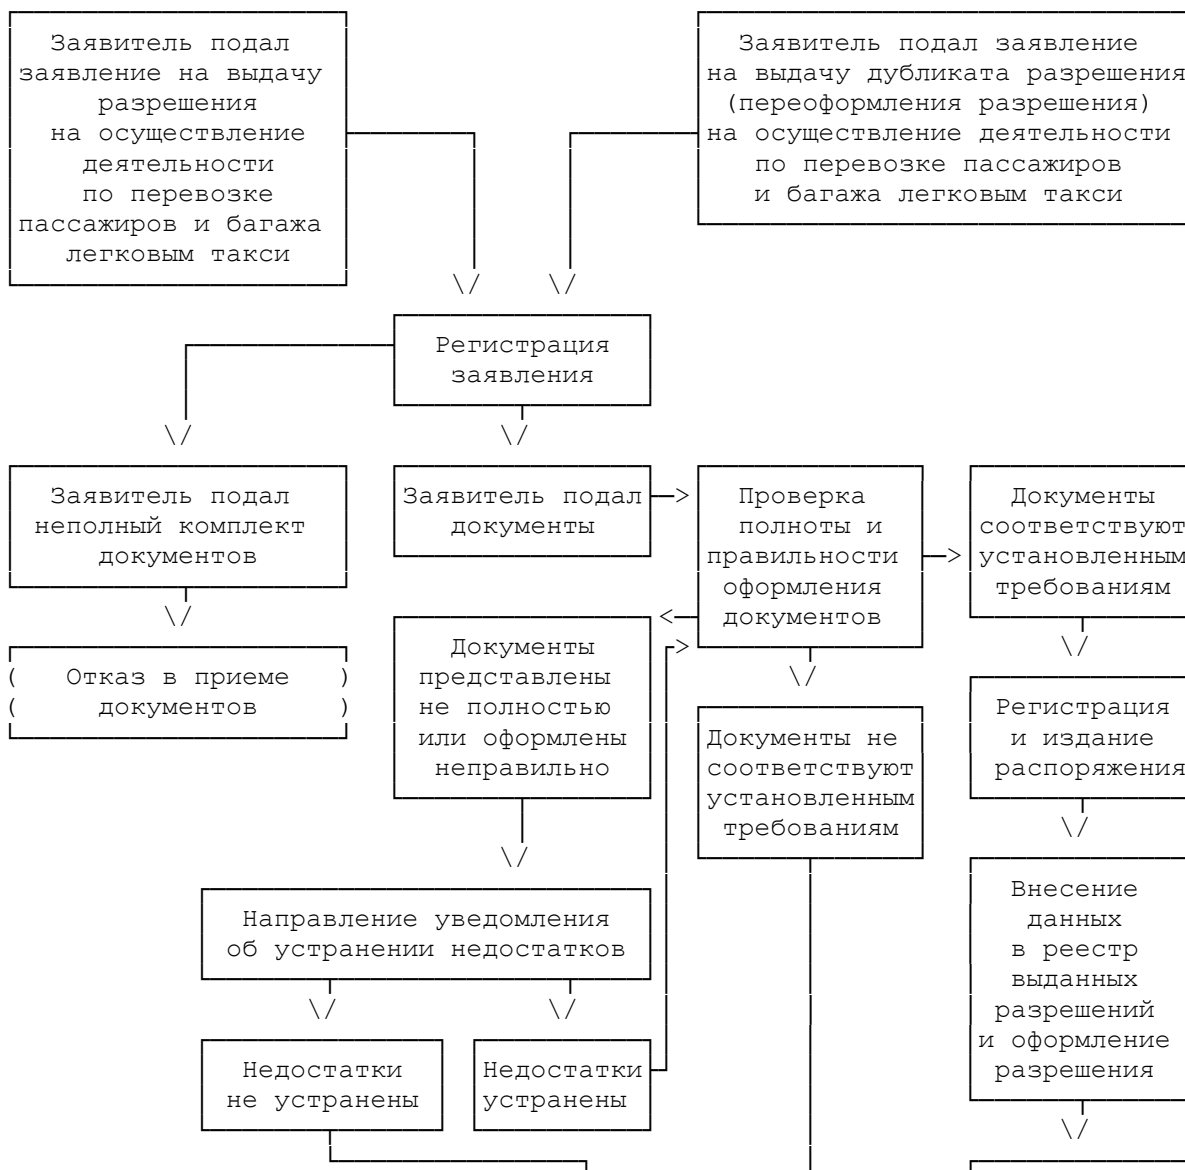 Заявитель подал
заявление на выдачу
разрешения
на осуществление
деятельности
по перевозке
пассажиров и багажа
легковым такси
Заявитель подал заявление
на выдачу дубликата разрешения
(переоформления разрешения)
на осуществление деятельности
по перевозке пассажиров
и багажа легковым такси
Регистрация
заявления
Заявитель подал
неполный комплект
документов
Заявитель подал
документы
Проверка
полноты и
правильности
оформления
документов
Документы
соответствуют
установленным
требованиям
( Отказ в приеме )
( документов )
Документы
представлены
не полностью
или оформлены
неправильно
Документы не
соответствуют
установленным
требованиям
Регистрация
и издание
распоряжения
Направление уведомления
об устранении недостатков
Внесение
данных
в реестр
выданных
разрешений
и оформление
разрешения
Недостатки
не устранены
Недостатки
устранены